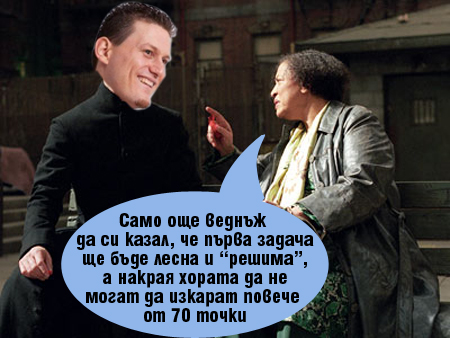 Само още веднъж
да си казал, че първа задача
ще бъде лесна и “решима”,
а накрая хората да не
могат да изкарат повече
от 70 точки